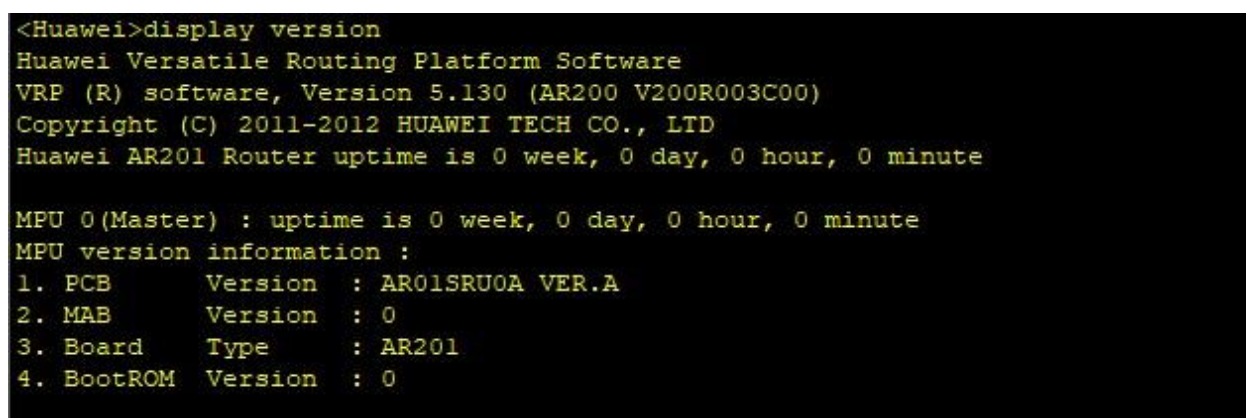 <Huawei>display version
Huawei Versatile Routing Platform Software
VRP (R) software, Version 5.130 (AR200 V200R003C00)
Copyright (C) 2011-2012 HUAWEI TECH CO., LTD
Huawei AR201 Router uptime is 0 week, 0 day, 0 hour, 0 minute
MPU 0(Master) : uptime is 0 week, 0 day, 0 hour, 0 minute
MPU version information :
1. PCB Version : AR01SRU0A VER.A
2. MAB Version : 0
3. Board Type : AR201
4. BootROM Version : 0